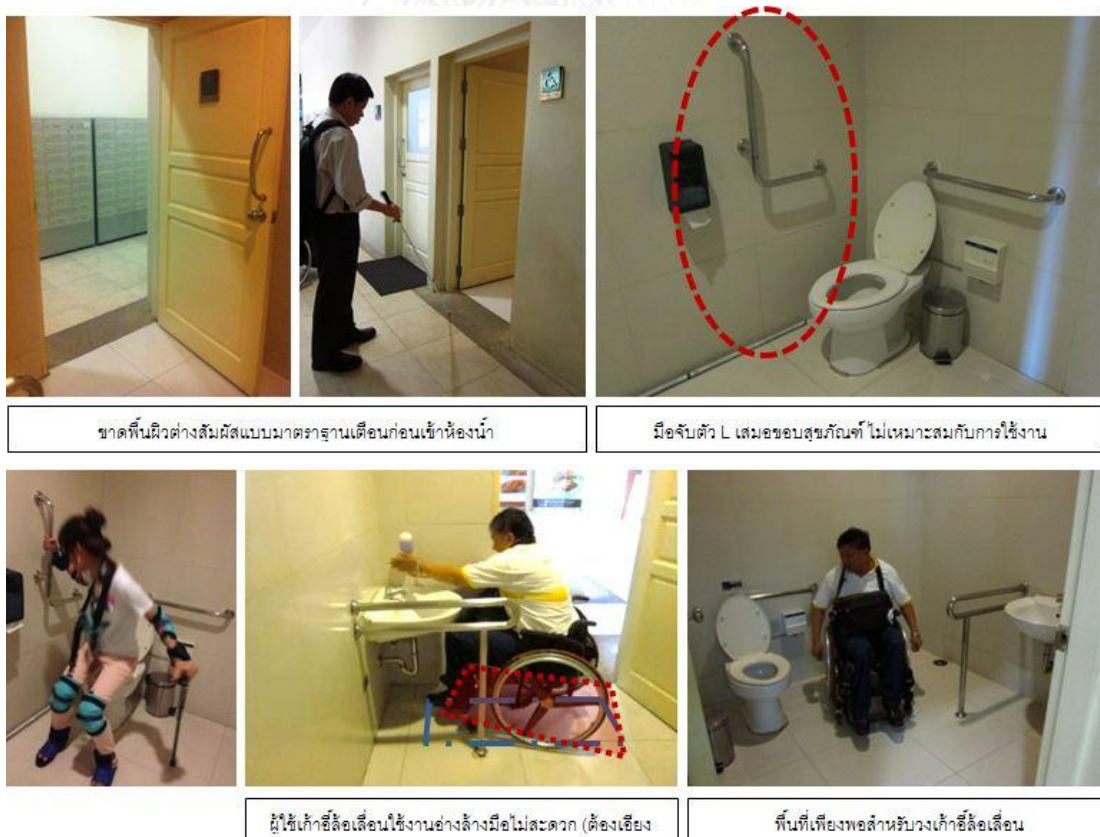 ขาดพื้นผิวต่างสัมผัสแบบมาตราฐานเตือนก่อนเข้าห้องน้ำ
มือจับตัว L เสมอขอบสุขภัณฑ์ ไม่เหมาะสมกับการใช้งาน
ผู้ใช้เก้าอี้ล้อเลื่อนใช้งานอ่างล้างมือไม่สะดวก (ต้องเอียง
พื้นที่เพียงพอสำหรับวงเก้าอี้ล้อเลื่อน